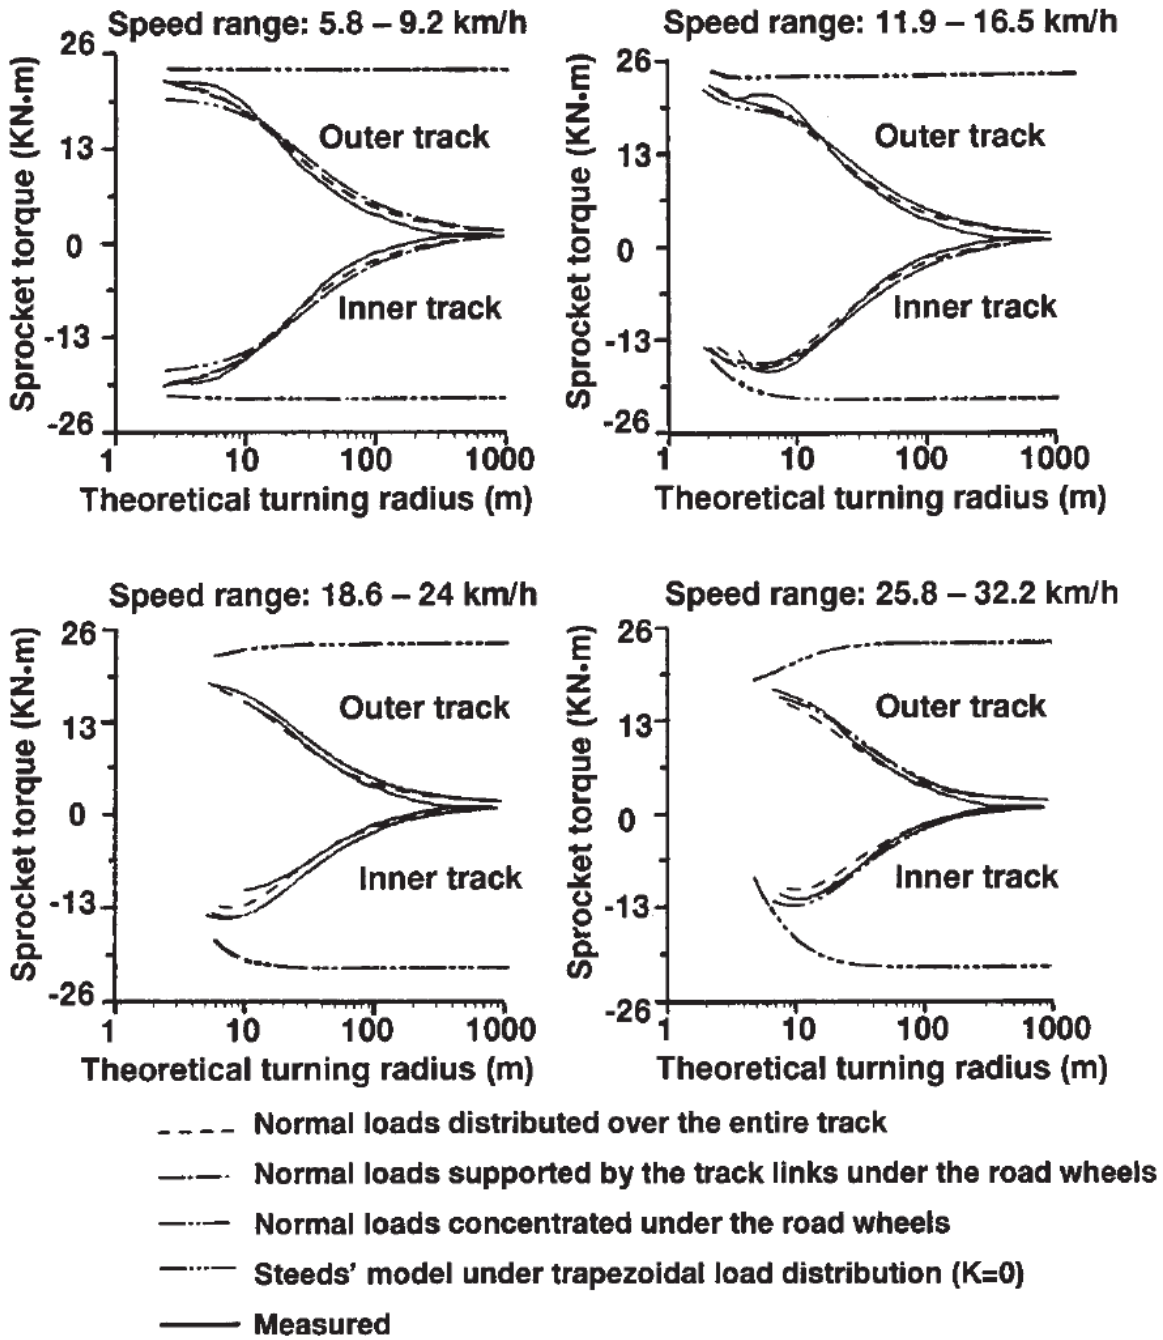 Speed range: 5.8 – 9.2 km/h
Sprocket torque (KN•m)
26
13
0
-13
-26
Outer track
Inner track
1 10 100 1000
Theoretical turning radius (m)
Speed range: 11.9 – 16.5 km/h
Sprocket torque (KN•m)
26
13
0
-13
-26
Outer track
Inner track
1 10 100 1000
Theoretical turning radius (m)
Speed range: 18.6 – 24 km/h
Sprocket torque (KN•m)
26
13
0
-13
-26
Outer track
Inner track
1 10 100 1000
Theoretical turning radius (m)
Speed range: 25.8 – 32.2 km/h
Sprocket torque (KN•m)
26
13
0
-13
-26
Outer track
Inner track
1 10 100 1000
Theoretical turning radius (m)
Normal loads distributed over the entire track
Normal loads supported by the track links under the road wheels
Normal loads concentrated under the road wheels
Steeds' model under trapezoidal load distribution (K=0)
Measured